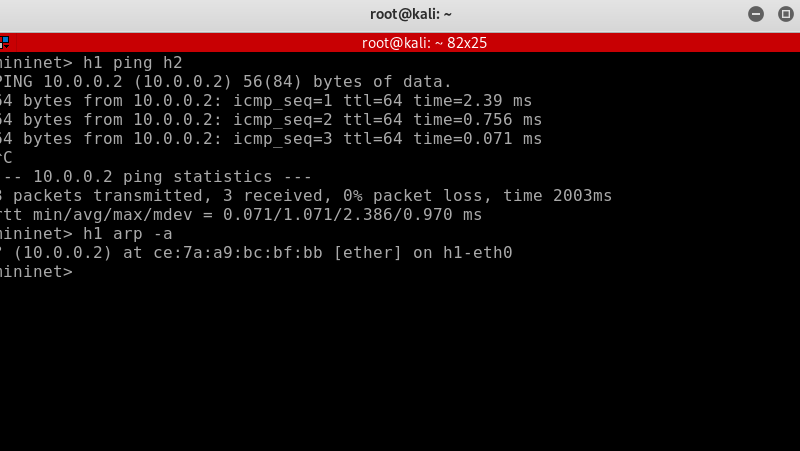 root@kali: ~
root@kali: ~ 82x25
mininet> h1 ping h2
PING 10.0.0.2 (10.0.0.2) 56(84) bytes of data.
64 bytes from 10.0.0.2: icmp_seq=1 ttl=64 time=2.39 ms
64 bytes from 10.0.0.2: icmp_seq=2 ttl=64 time=0.756 ms
64 bytes from 10.0.0.2: icmp_seq=3 ttl=64 time=0.071 ms
^C
--- 10.0.0.2 ping statistics ---
3 packets transmitted, 3 received, 0% packet loss, time 2003ms
rtt min/avg/max/mdev = 0.071/1.071/2.386/0.970 ms
mininet> h1 arp -a
? (10.0.0.2) at ce:7a:a9:bc:bf:bb [ether] on h1-eth0
mininet>